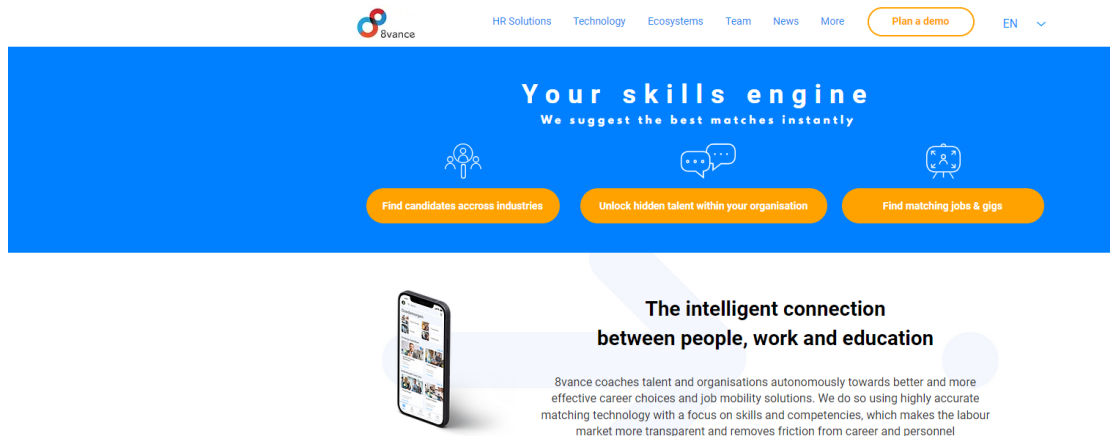 8vance
HR Solutions Technology Ecosystems Team News More Plan a demo EN
Your skills engine
We suggest the best matches instantly
Find candidates accross industries
Unlock hidden talent within your organisation
Find matching jobs & gigs
The intelligent connection
between people, work and education
8vance coaches talent and organisations autonomously towards better and more
effective career choices and job mobility solutions. We do so using highly accurate
matching technology with a focus on skills and competencies, which makes the labour
market more transparent and removes friction from career and personnel